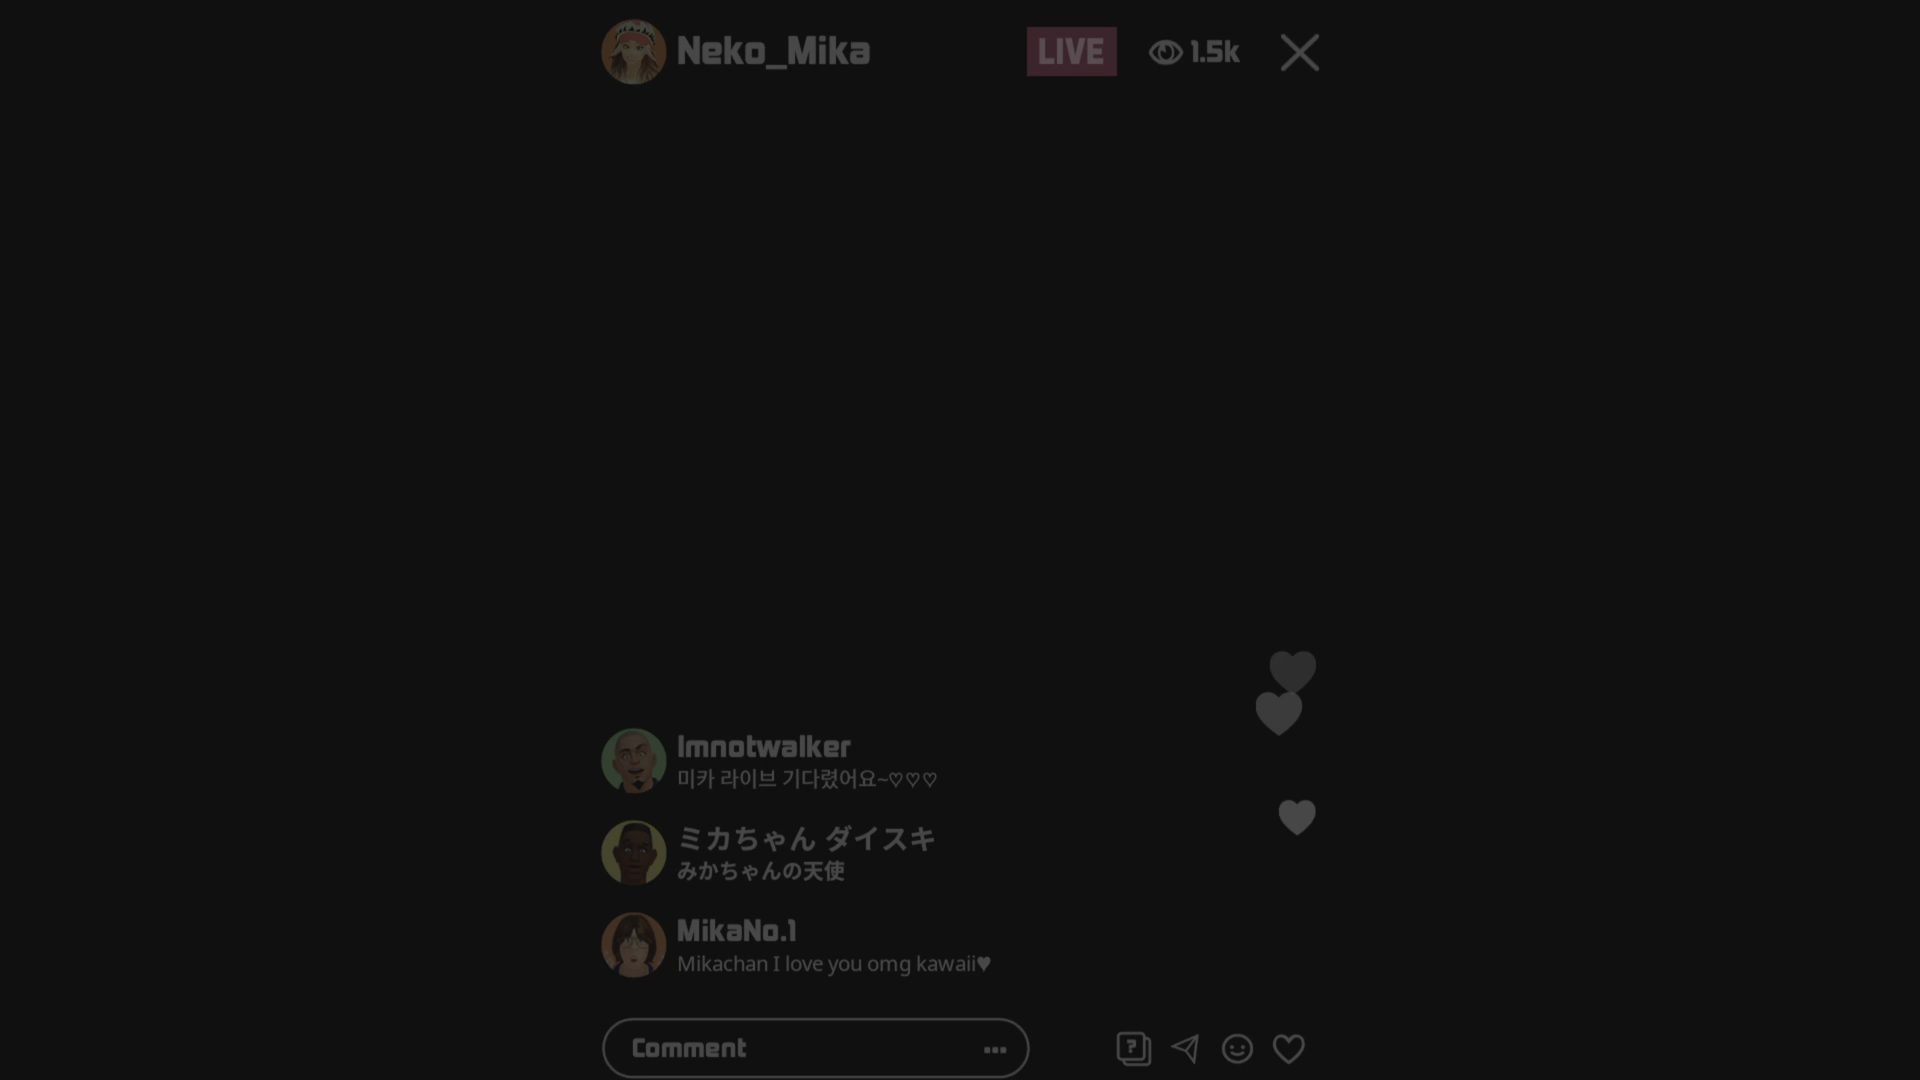 Neko_Mika
LIVE
1.5k
Imnotwalker
미카 라이브 기다렸어요~♡♡♡
ミカちゃん ダイスキ
みかちゃんの天使
MikaNo.1
Mikachan I love you omg kawaii♥
Comment
...
?